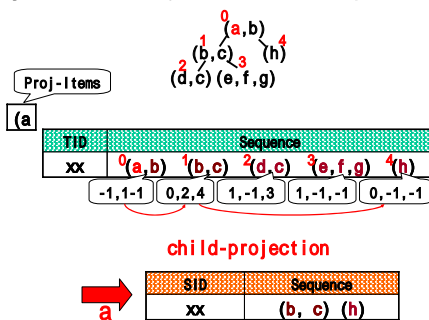 0
(a,b)
1 4
(b,c) (h)
2 3
(d,c) (e,f,g)
Proj-Items
(a
TID Sequence
xx 0(a,b) 1(b,c) 2(d,c) 3(e,f,g) 4(h)
-1,1-1 0,2,4 1,-1,3 1,-1,-1 0,-1,-1
child-projection
SID Sequence
a xx (b, c) (h)